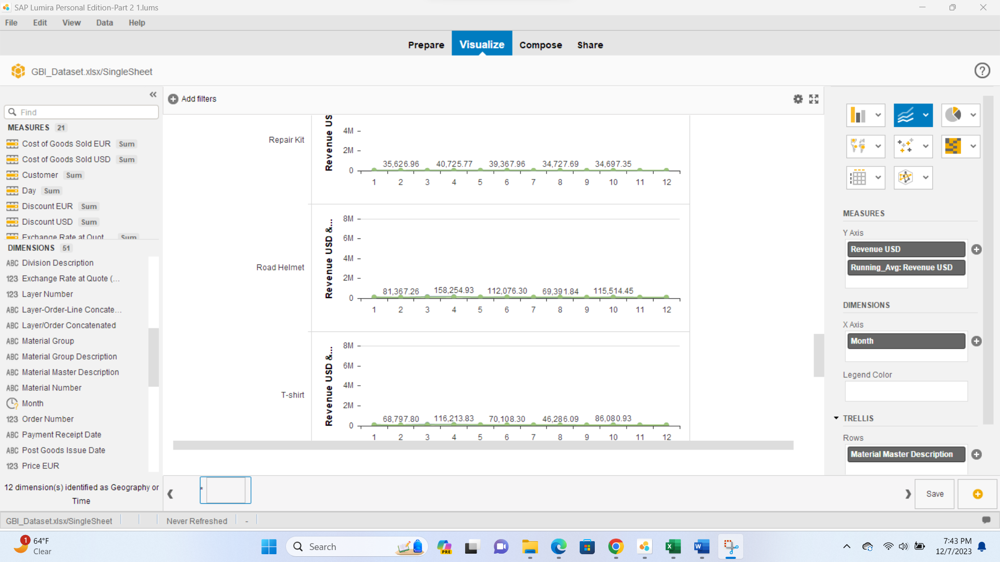 SAP Lumira Personal Edition-Part 2 1.lums
File Edit View Data Help
Prepare Visualize Compose Share
GBI_Dataset.xlsx/SingleSheet
Add filters
Find
MEASURES 21
Cost of Goods Sold EUR Sum
Cost of Goods Sold USD Sum
Customer Sum
Day Sum
Discount EUR Sum
Discount USD Sum
Exchange Rate at Quot... Sum
DIMENSIONS 51
ABC Division Description
123 Exchange Rate at Quote (...
123 Layer Number
ABC Layer-Order-Line Concate...
ABC Layer/Order Concatenated
ABC Material Group
ABC Material Group Description
ABC Material Master Description
ABC Material Number
Month
123 Order Number
ABC Payment Receipt Date
ABC Post Goods Issue Date
123 Price EUR
12 dimension(s) identified as Geography or
Time
Repair Kit
Revenue US
4M
2M
0
35,626.96 40,725.77 39,367.96 34,727.69 34,697.35
1 2 3 4 5 6 7 8 9 10 11 12
Road Helmet
Revenue USD &...
8M
6M
4M
2M
0
81,367.26 158,254.93 112,076.30 69,391.84 115,514.45
1 2 3 4 5 6 7 8 9 10 11 12
T-shirt
Revenue USD &...
8M
6M
4M
2M
0
68,797.80 116,213.83 70,108.30 46,286.09 86,080.93
1 2 3 4 5 6 7 8 9 10 11 12
MEASURES
Y Axis
Revenue USD
Running_Avg: Revenue USD
DIMENSIONS
X Axis
Month
Legend Color
TRELLIS
Rows
Material Master Description
*
Save
GBI_Dataset.xlsx/SingleSheet Never Refreshed -
1
64°F
Clear
Search
PRE
7:43 PM
12/7/2023